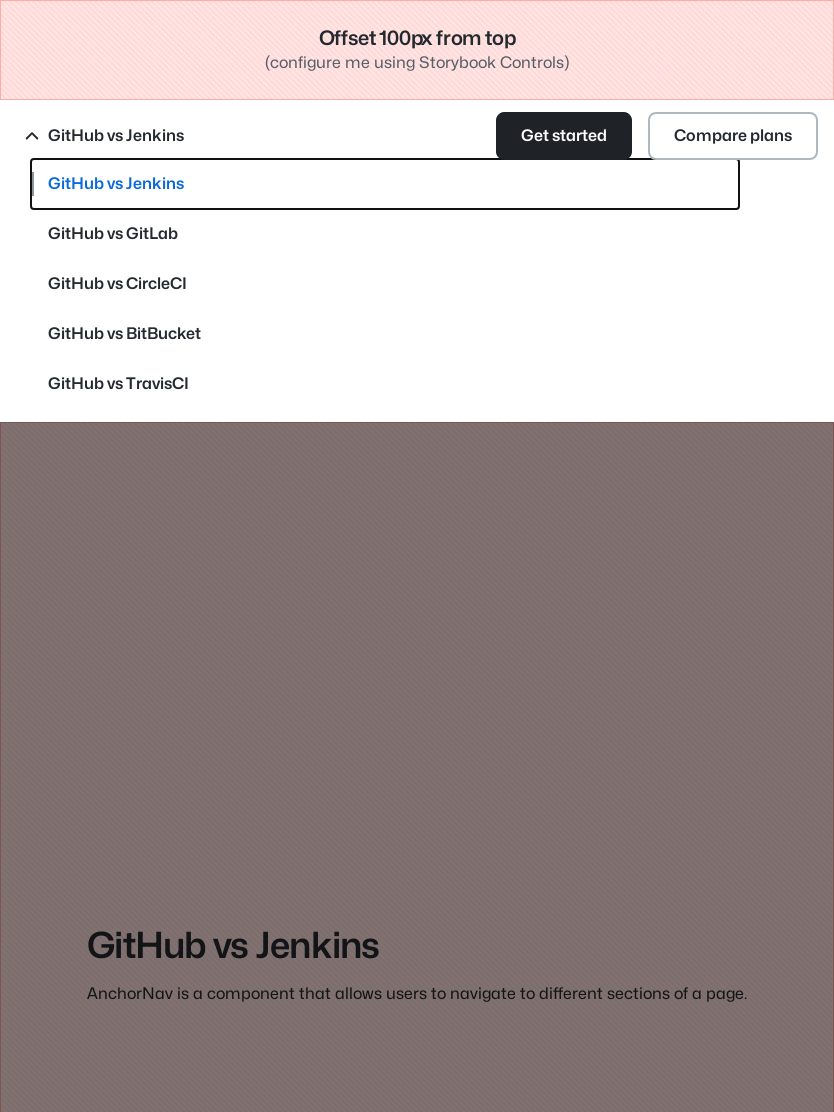 Offset 100px from top
(configure me using Storybook Controls)
GitHub vs Jenkins
Get started
Compare plans
GitHub vs Jenkins
GitHub vs GitLab
GitHub vs CircleCI
GitHub vs BitBucket
GitHub vs TravisCI
GitHub vs Jenkins
AnchorNav is a component that allows users to navigate to different sections of a page.